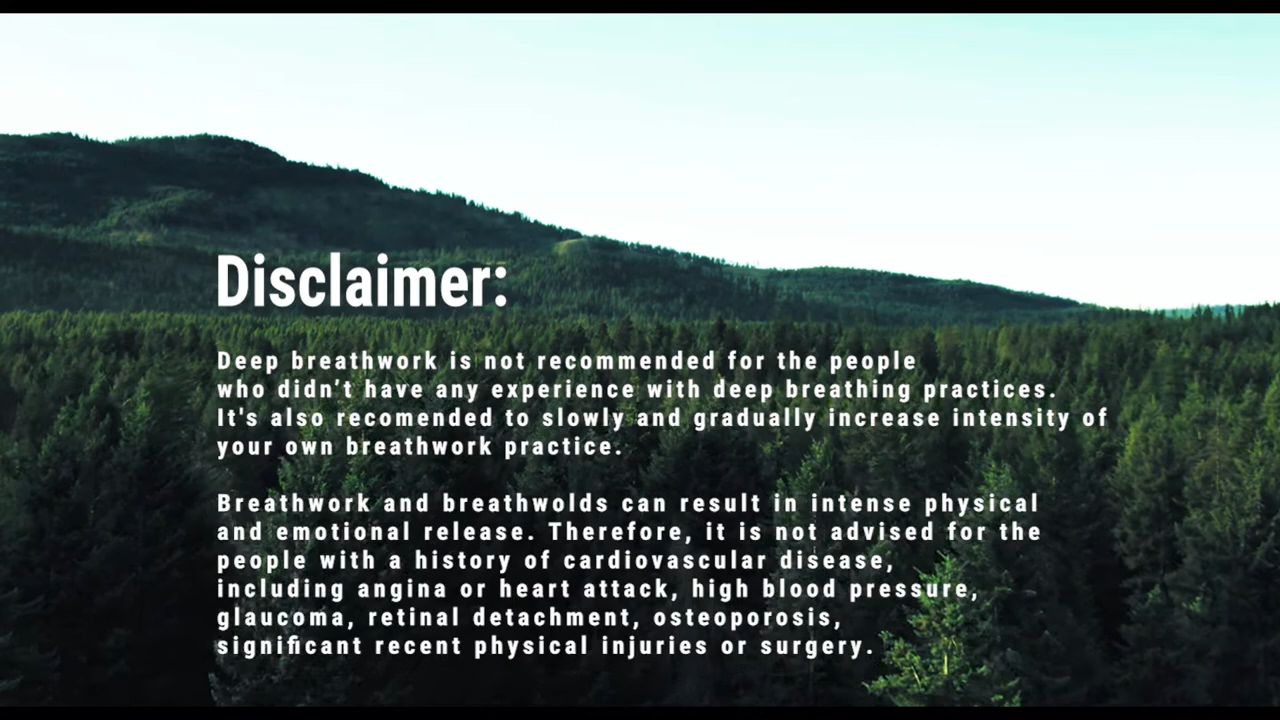 Disclaimer:
Deep breathwork is not recommended for the people
who didn’t have any experience with deep breathing practices.
It's also recomended to slowly and gradually increase intensity of
your own breathwork practice.
Breathwork and breathwolds can result in intense physical
and emotional release. Therefore, it is not advised for the
people with a history of cardiovascular disease,
including angina or heart attack, high blood pressure,
glaucoma, retinal detachment, osteoporosis,
significant recent physical injuries or surgery.